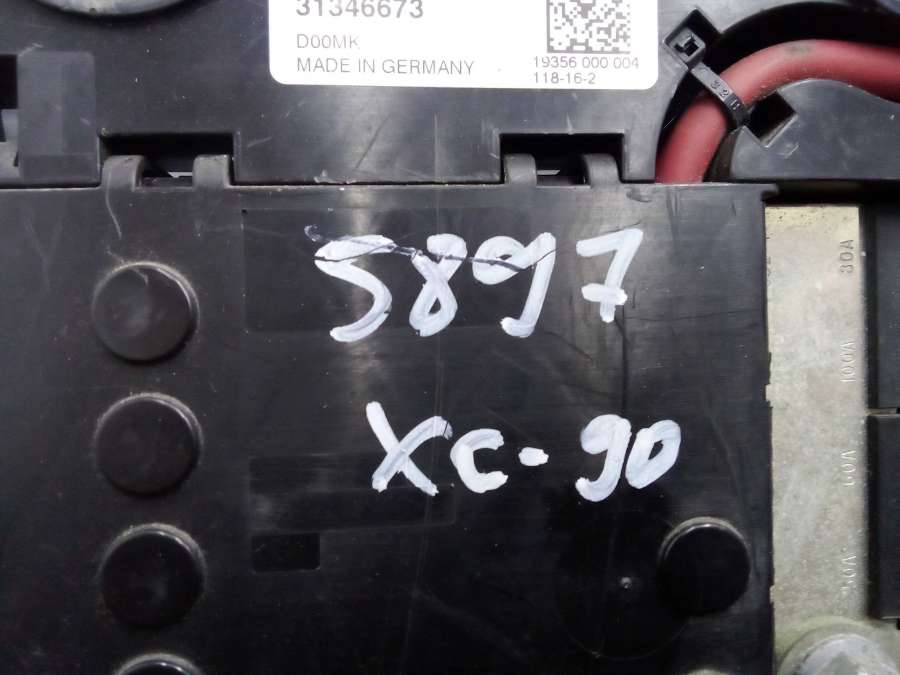 31346673
D00MK
MADE IN GERMANY
19356 000 004
118-16-2
5897
XC-90
30A
100A
60A